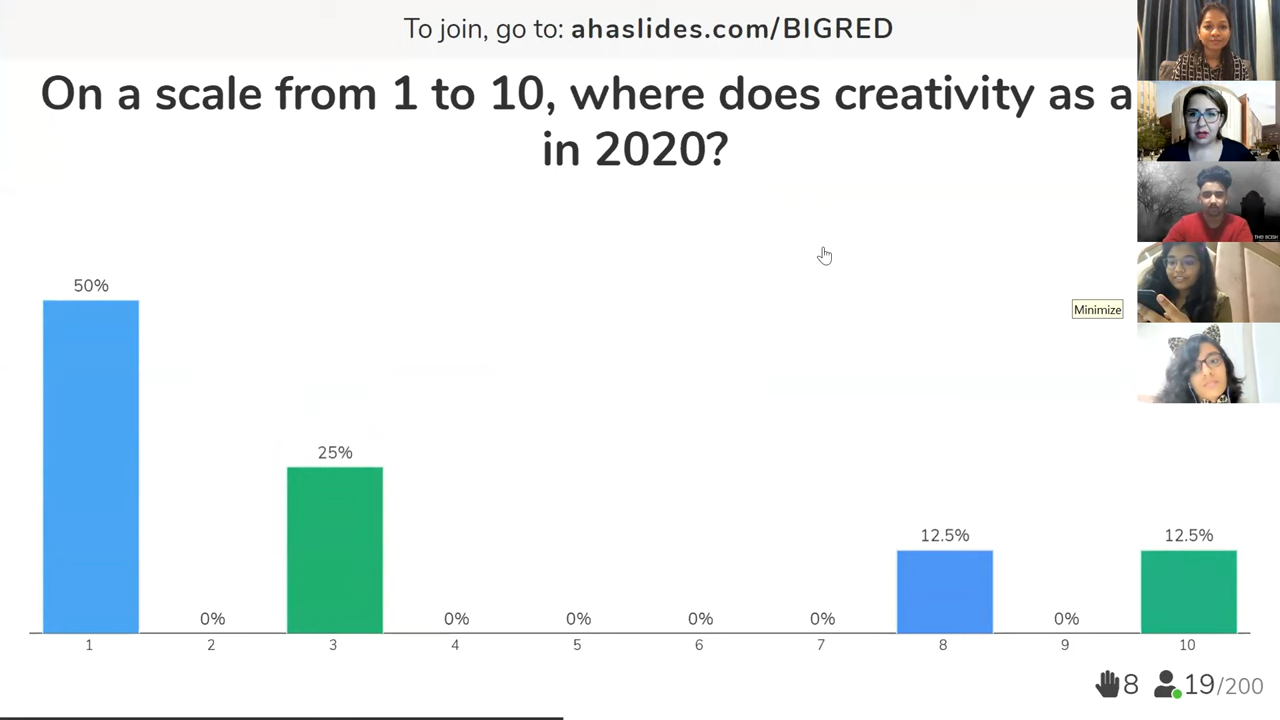 To join, go to: ahaslides.com/BIGRED
On a scale from 1 to 10, where does creativity as a
in 2020?
50%
0%
25%
0%
0%
0%
0%
12.5%
0%
12.5%
1 2 3 4 5 6 7 8 9 10
Minimize
8 19/200